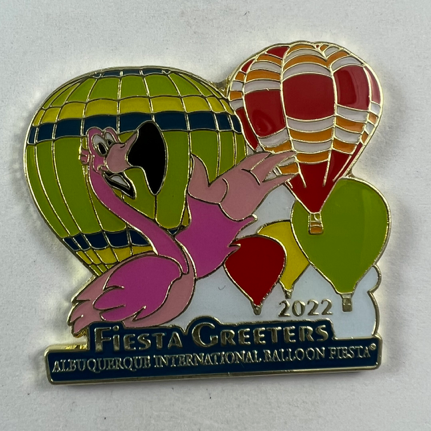 2022
FIESTA GREETERS
ALBUQUERQUE INTERNATIONAL BALLOON FIESTA®